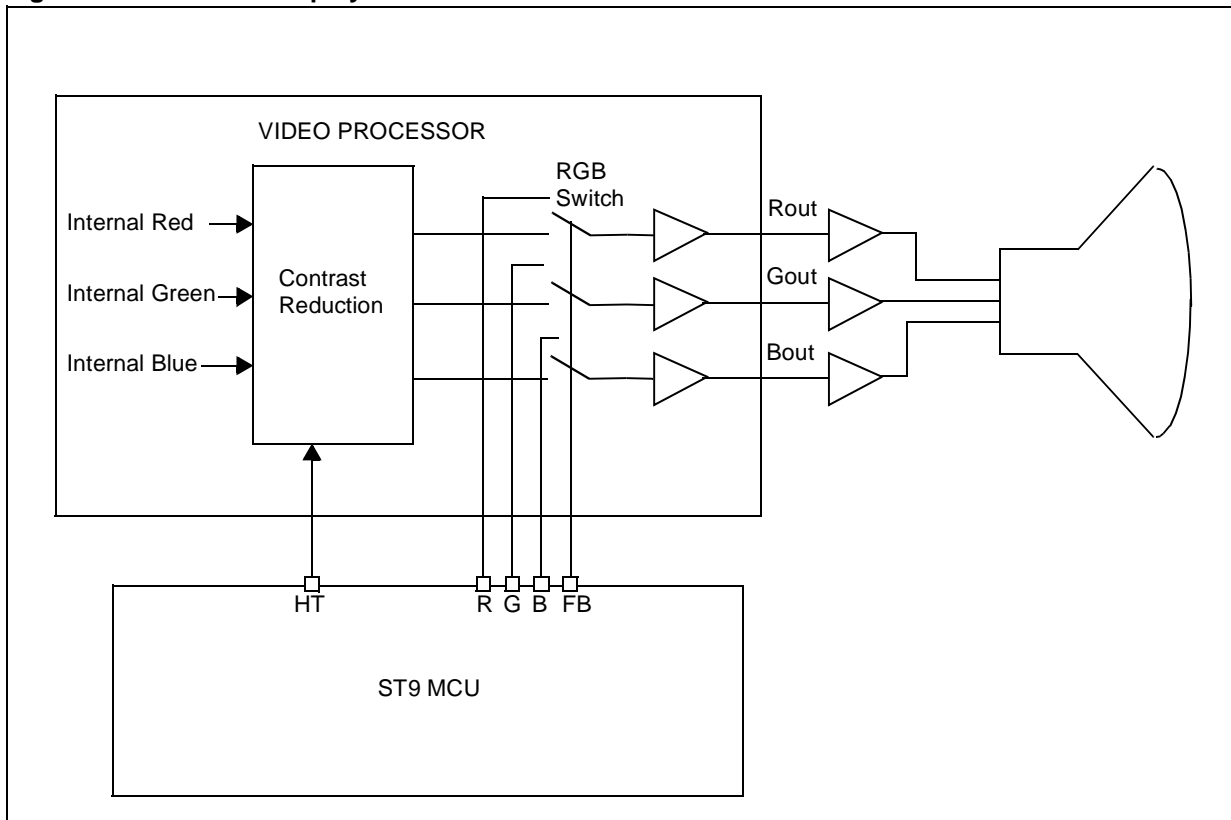 VIDEO PROCESSOR
RGB
Switch
Internal Red
Internal Green
Internal Blue
Contrast
Reduction
Rout
Gout
Bout
HT
R G B FB
ST9 MCU